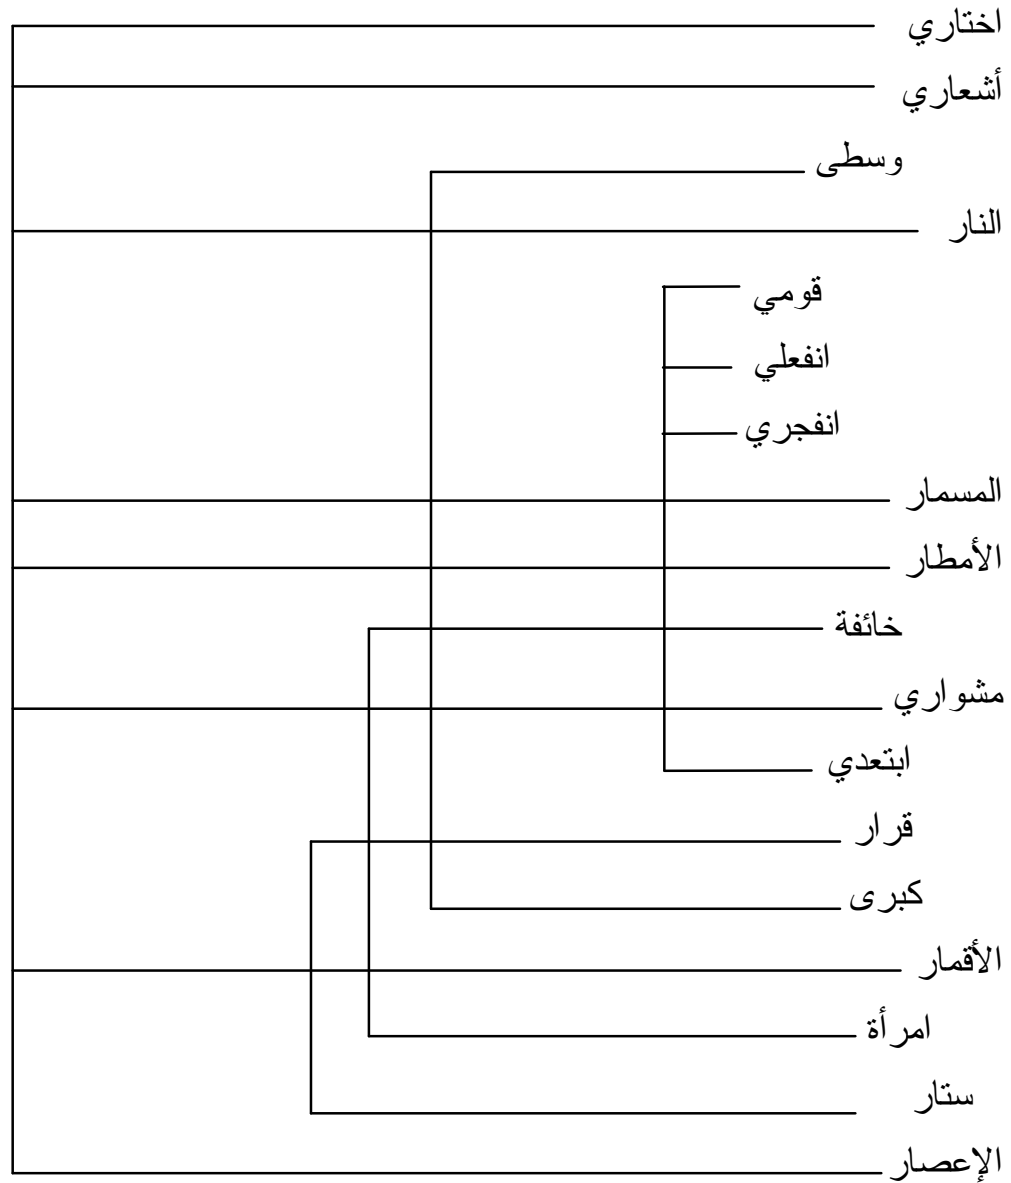 اختاري
أشعاري
وسطى
النار
قومي
انفعلي
انفجري
المسمار
الأمطار
خائفة
مشواري
ابتعدي
قرار
كبرى
الأقمار
امرأة
ستار
الإعصار